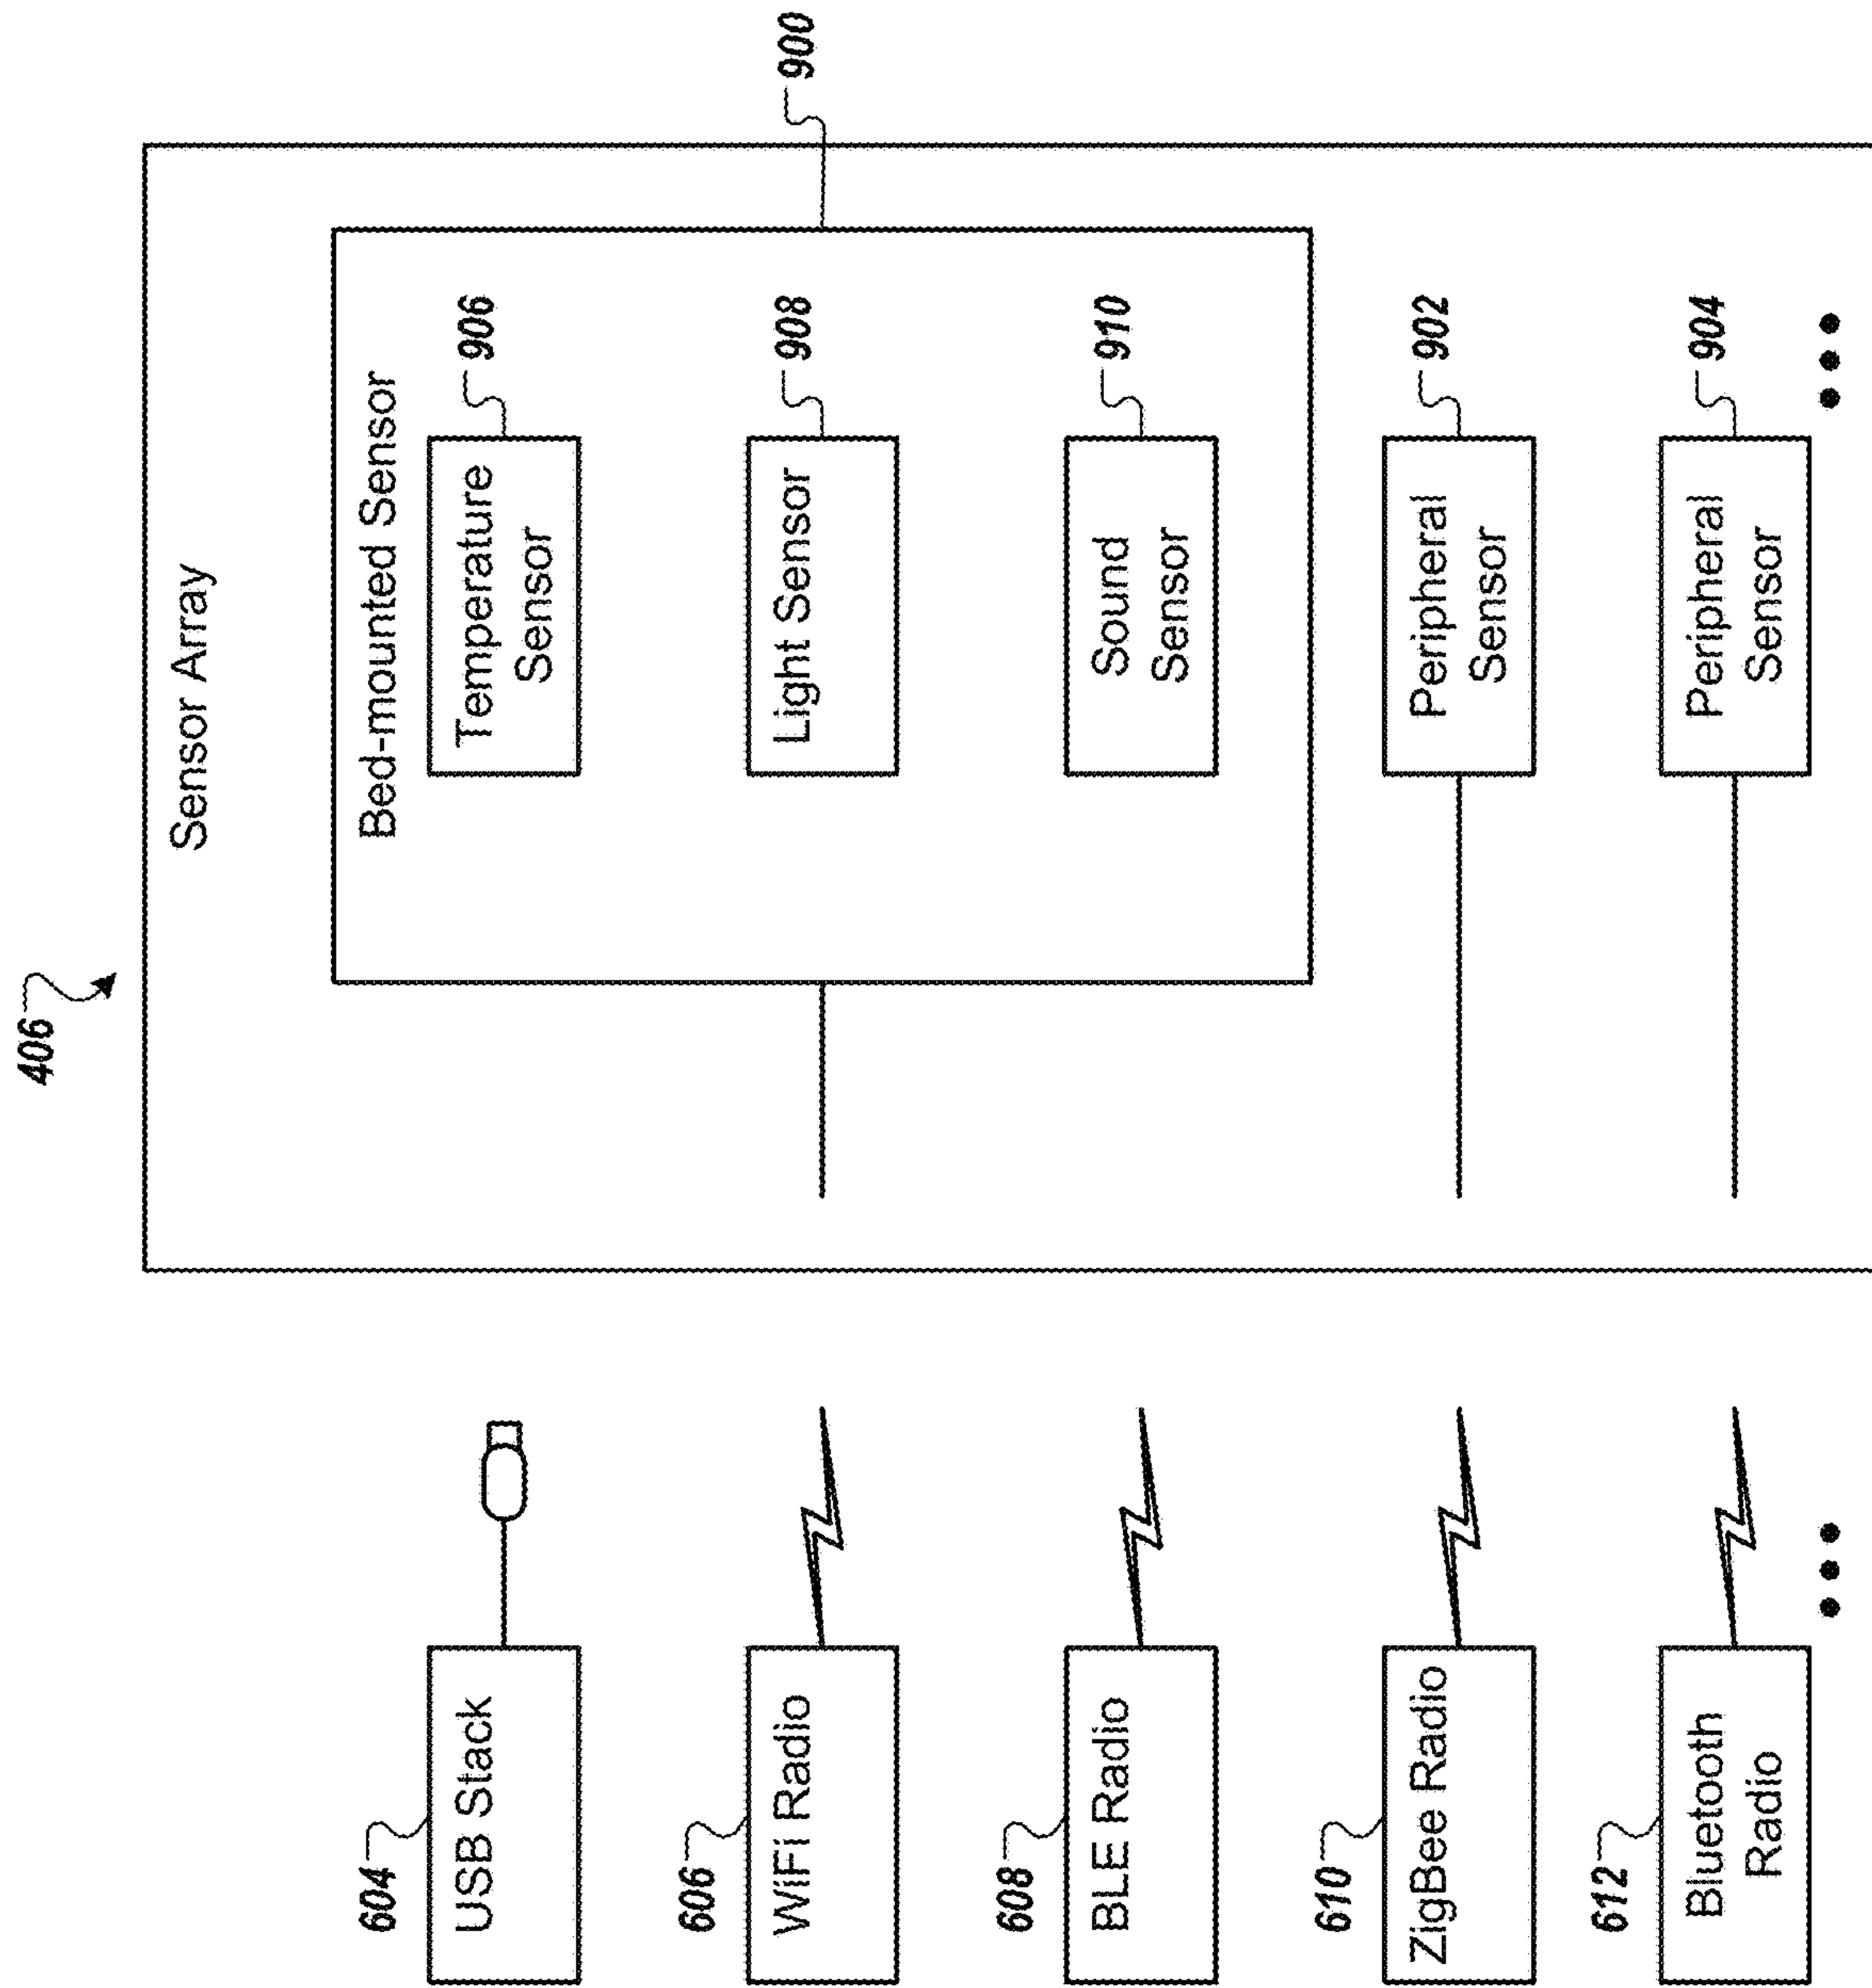 406
Sensor Array
Bed-mounted Sensor
900
604
USB Stack
Temperature
Sensor
906
606
WiFi Radio
Light Sensor
908
608
BLE Radio
Sound
Sensor
910
610
ZigBee Radio
Peripheral
Sensor
902
612
Bluetooth
Radio
Peripheral
Sensor
904